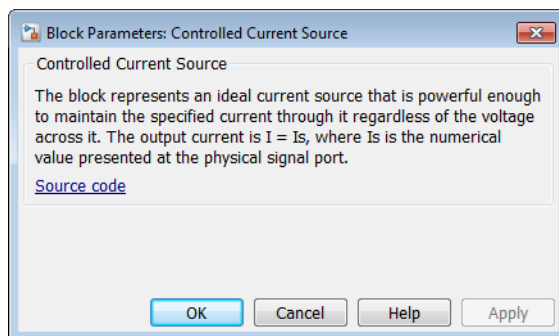 Block Parameters: Controlled Current Source
Controlled Current Source
The block represents an ideal current source that is powerful enough
to maintain the specified current through it regardless of the voltage
across it. The output current is I = Is, where Is is the numerical
value presented at the physical signal port.
Source code
OK Cancel Help Apply